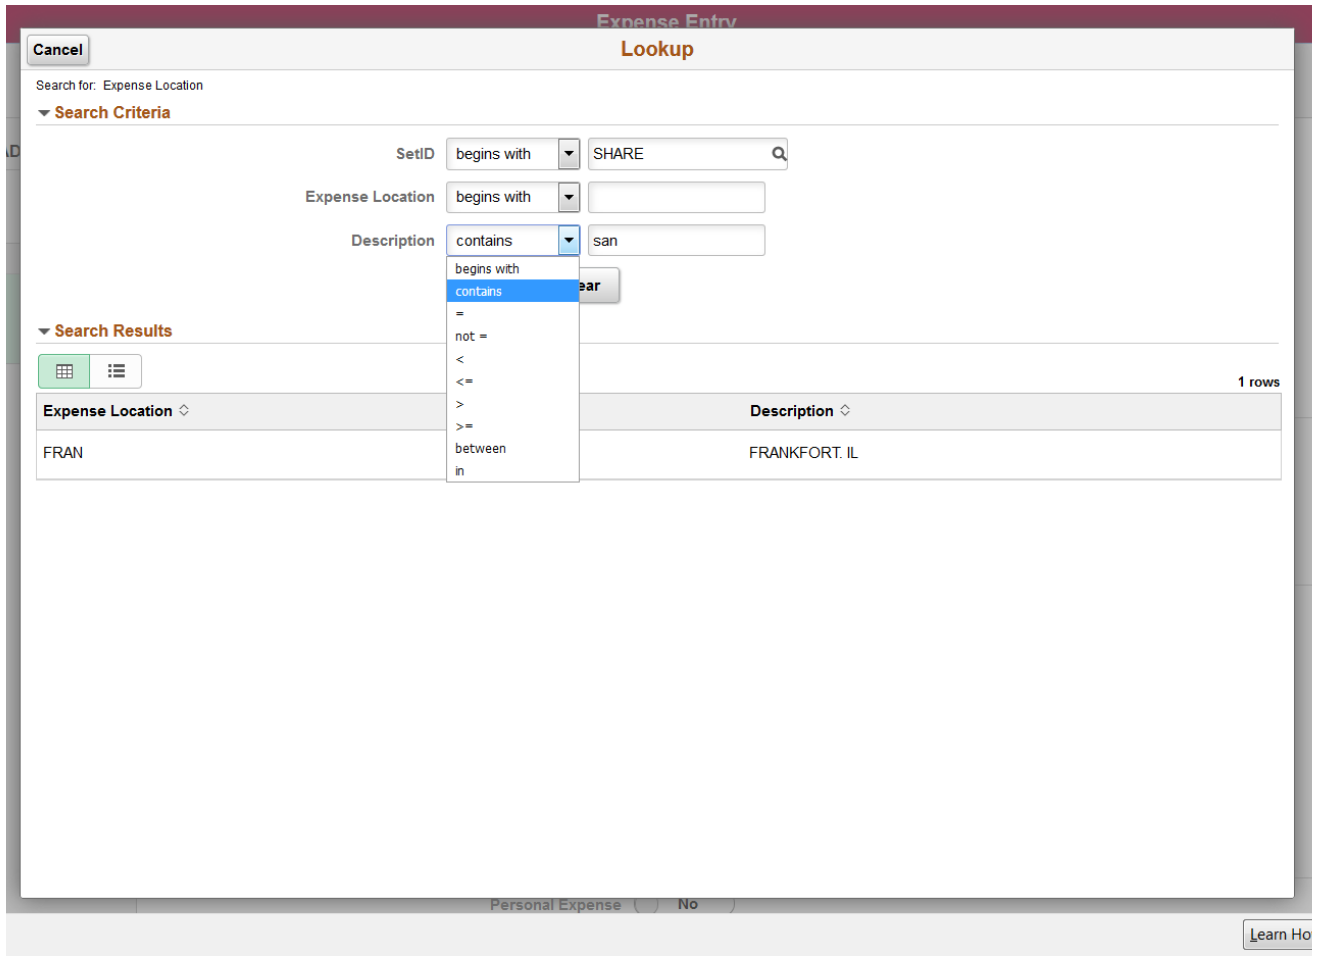 Expense Entry
Cancel
Lookup
Search for: Expense Location
Search Criteria
SetID begins with SHARE
Expense Location begins with
Description contains san
begins with
contains
ear
=
not =
Search Results
<
<=
1 rows
>
Expense Location Description
>=
between
FRAN FRANKFORT. IL
in
Personal Expense No
Learn Ho